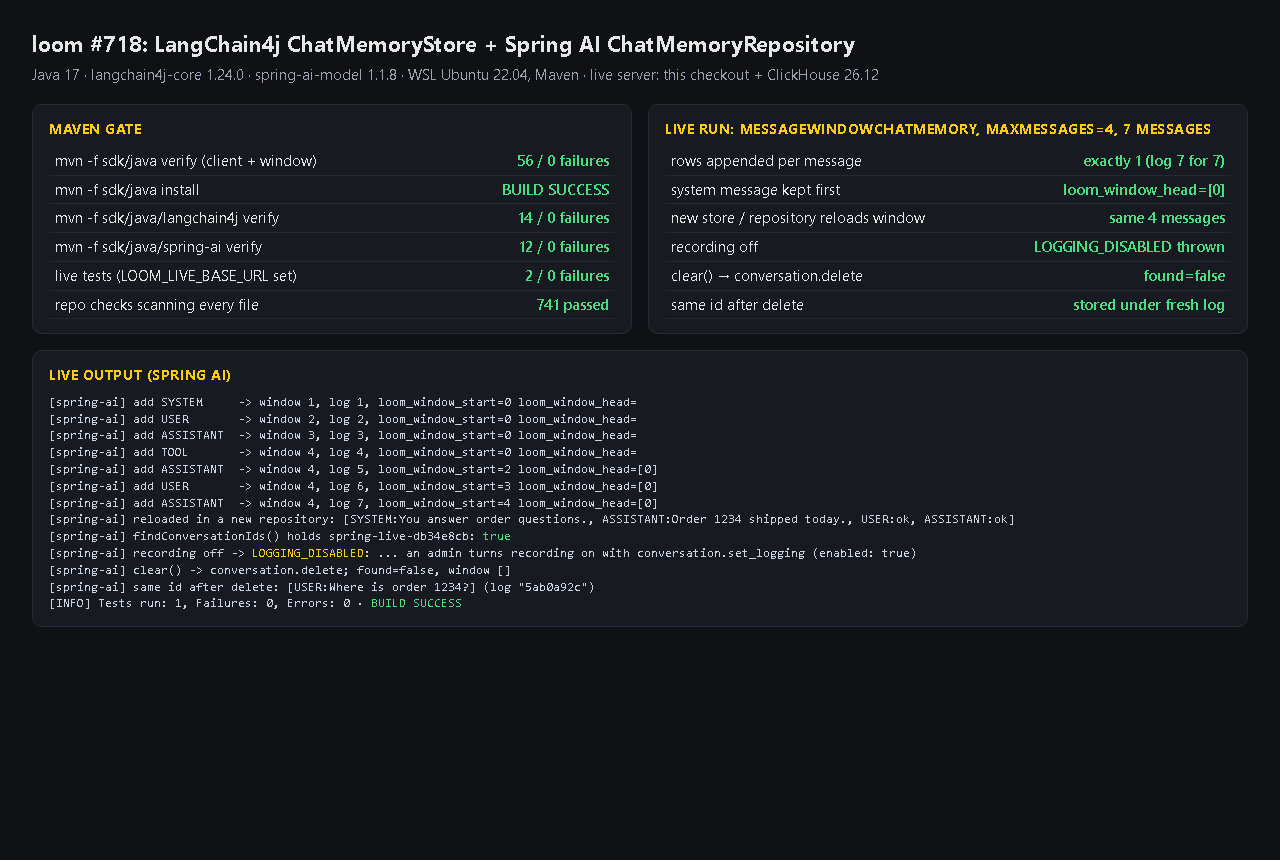 loom #718: LangChain4j ChatMemoryStore + Spring AI ChatMemoryRepository
Java 17 · langchain4j-core 1.24.0 · spring-ai-model 1.1.8 · WSL Ubuntu 22.04, Maven · live server: this checkout + ClickHouse 26.12
MAVEN GATE
mvn -f sdk/java verify (client + window) 56 / 0 failures
mvn -f sdk/java install BUILD SUCCESS
mvn -f sdk/java/langchain4j verify 14 / 0 failures
mvn -f sdk/java/spring-ai verify 12 / 0 failures
live tests (LOOM_LIVE_BASE_URL set) 2 / 0 failures
repo checks scanning every file 741 passed
LIVE RUN: MESSAGEWINDOWCHATMEMORY, MAXMESSAGES=4, 7 MESSAGES
rows appended per message exactly 1 (log 7 for 7)
system message kept first loom_window_head=[0]
new store / repository reloads window same 4 messages
recording off LOGGING_DISABLED thrown
clear() → conversation.delete found=false
same id after delete stored under fresh log
LIVE OUTPUT (SPRING AI)
[spring-ai] add SYSTEM     -> window 1, log 1, loom_window_start=0 loom_window_head=
[spring-ai] add USER       -> window 2, log 2, loom_window_start=0 loom_window_head=
[spring-ai] add ASSISTANT  -> window 3, log 3, loom_window_start=0 loom_window_head=
[spring-ai] add TOOL       -> window 4, log 4, loom_window_start=0 loom_window_head=
[spring-ai] add ASSISTANT  -> window 4, log 5, loom_window_start=2 loom_window_head=[0]
[spring-ai] add USER       -> window 4, log 6, loom_window_start=3 loom_window_head=[0]
[spring-ai] add ASSISTANT  -> window 4, log 7, loom_window_start=4 loom_window_head=[0]
[spring-ai] reloaded in a new repository: [SYSTEM:You answer order questions., ASSISTANT:Order 1234 shipped today., USER:ok, ASSISTANT:ok]
[spring-ai] findConversationIds() holds spring-live-db34e8cb: true
[spring-ai] recording off -> LOGGING_DISABLED: ... an admin turns recording on with conversation.set_logging (enabled: true)
[spring-ai] clear() -> conversation.delete; found=false, window []
[spring-ai] same id after delete: [USER:Where is order 1234?] (log "5ab0a92c")
[INFO] Tests run: 1, Failures: 0, Errors: 0 · BUILD SUCCESS